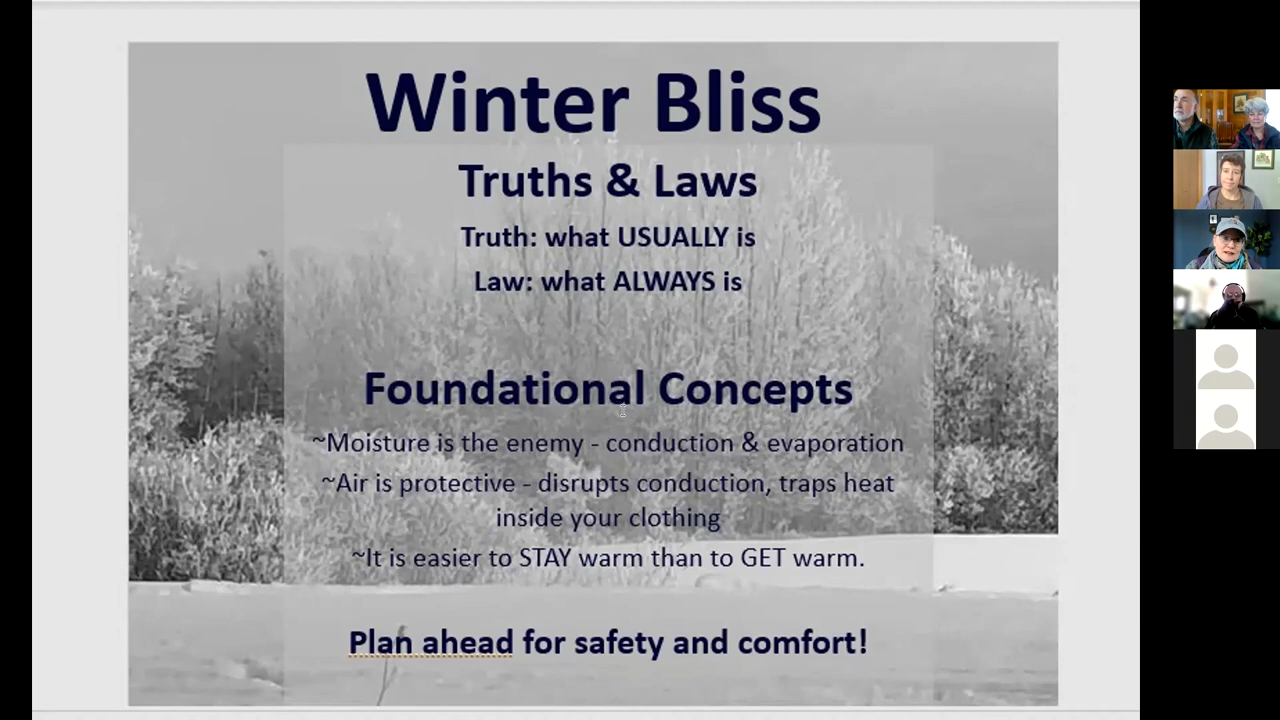 Winter Bliss
Truths & Laws
Truth: what USUALLY is
Law: what ALWAYS is
Foundational Concepts
~Moisture is the enemy - conduction & evaporation
~Air is protective - disrupts conduction, traps heat
inside your clothing
~It is easier to STAY warm than to GET warm.
Plan ahead for safety and comfort!